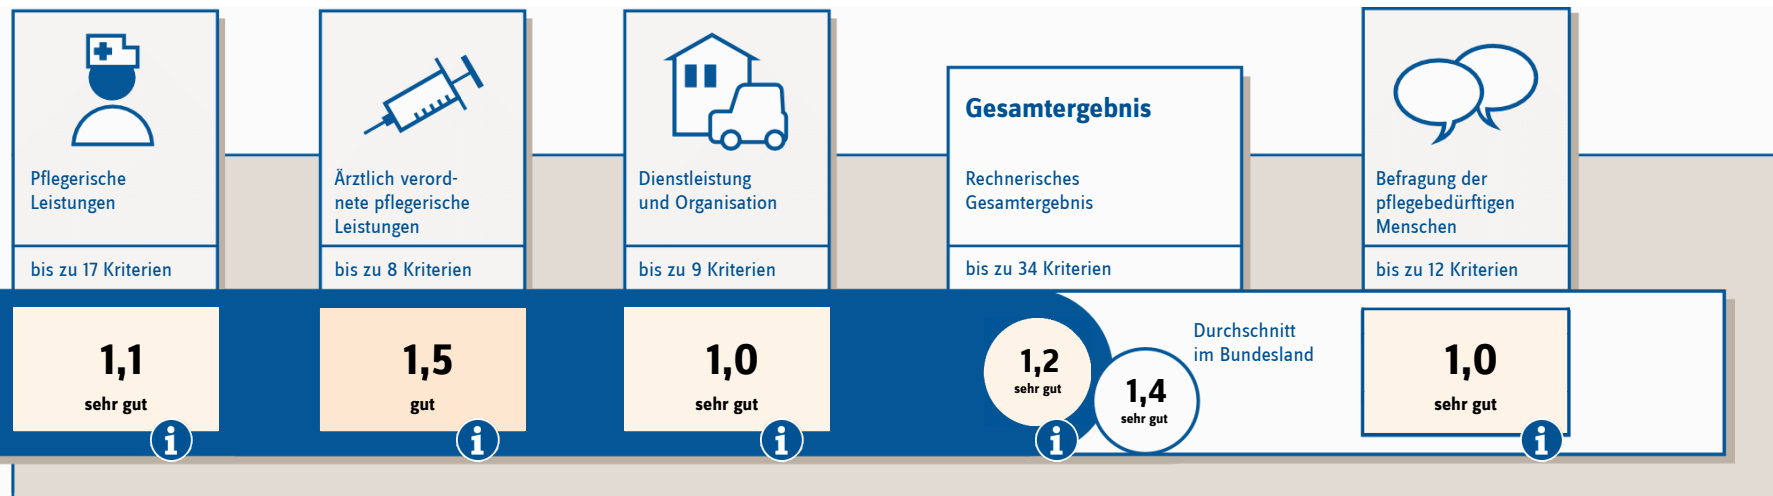 Pflegerische
Leistungen
bis zu 17 Kriterien
1,1
sehr gut
i
Ärztlich verord-
nete pflegerische
Leistungen
bis zu 8 Kriterien
1,5
gut
i
Dienstleistung
und Organisation
bis zu 9 Kriterien
1,0
sehr gut
i
Gesamtergebnis
Rechnerisches
Gesamtergebnis
bis zu 34 Kriterien
1,2
sehr gut
i
1,4
sehr gut
Durchschnitt
im Bundesland
Befragung der
pflegebedürftigen
Menschen
bis zu 12 Kriterien
1,0
sehr gut
i